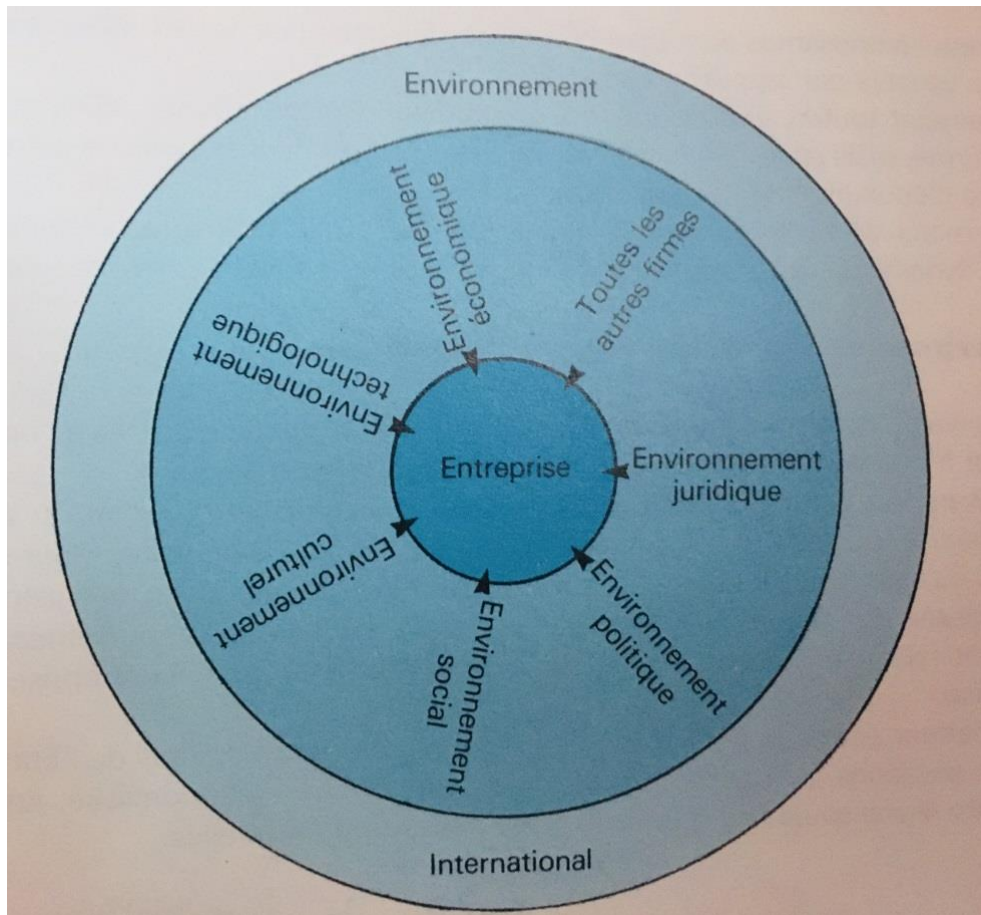 Environnement
Environnement
économique
Toutes les
autres firmes
Environnement
technologique
Entreprise
Environnement
juridique
Environnement
culturel
Environnement
politique
Environnement
social
International